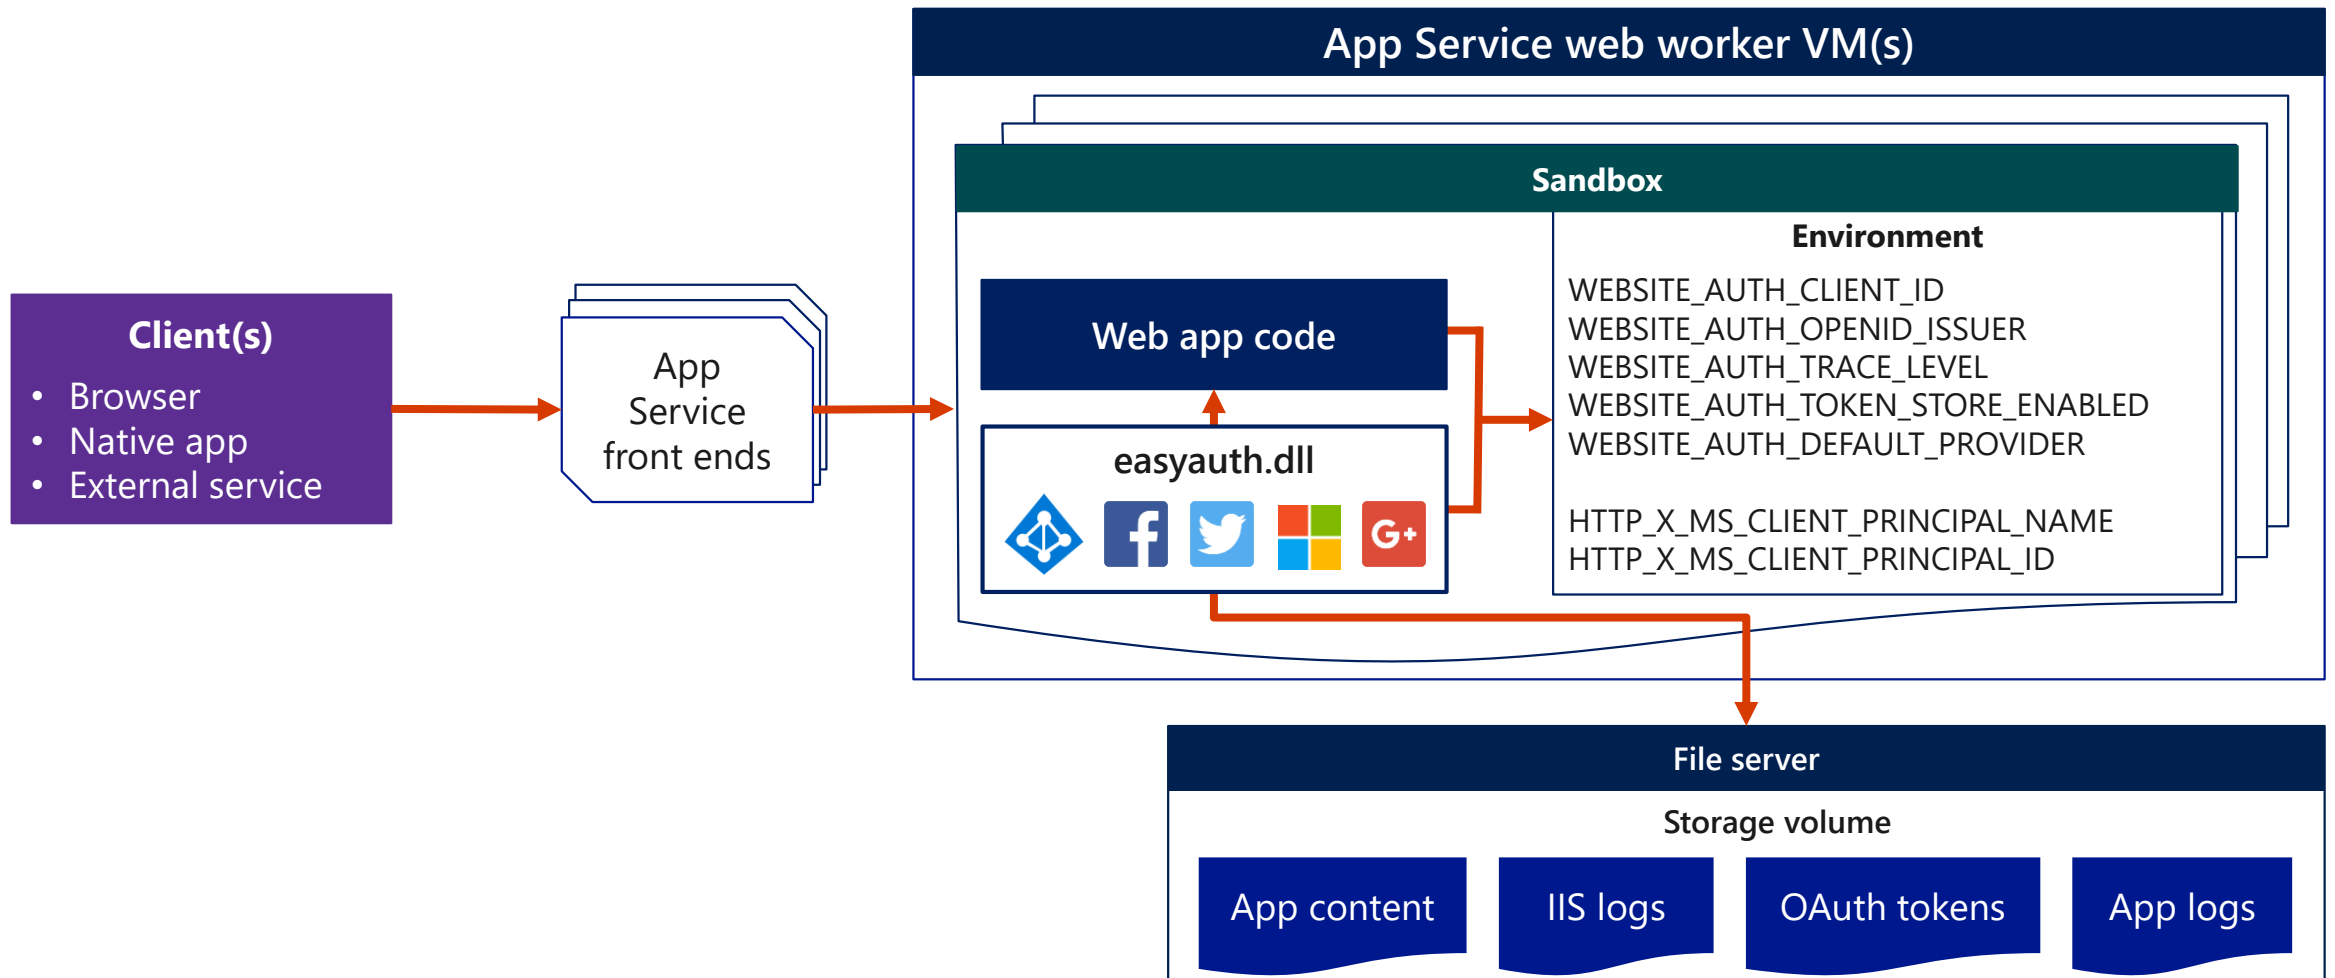 App Service web worker VM(s)
Sandbox
Environment
WEBSITE_AUTH_CLIENT_ID
WEBSITE_AUTH_OPENID_ISSUER
WEBSITE_AUTH_TRACE_LEVEL
WEBSITE_AUTH_TOKEN_STORE_ENABLED
WEBSITE_AUTH_DEFAULT_PROVIDER
HTTP_X_MS_CLIENT_PRINCIPAL_NAME
HTTP_X_MS_CLIENT_PRINCIPAL_ID
Client(s)
• Browser
• Native app
• External service
App
Service
front ends
Web app code
easyauth.dll
f
G+
File server
Storage volume
App content
IIS logs
OAuth tokens
App logs